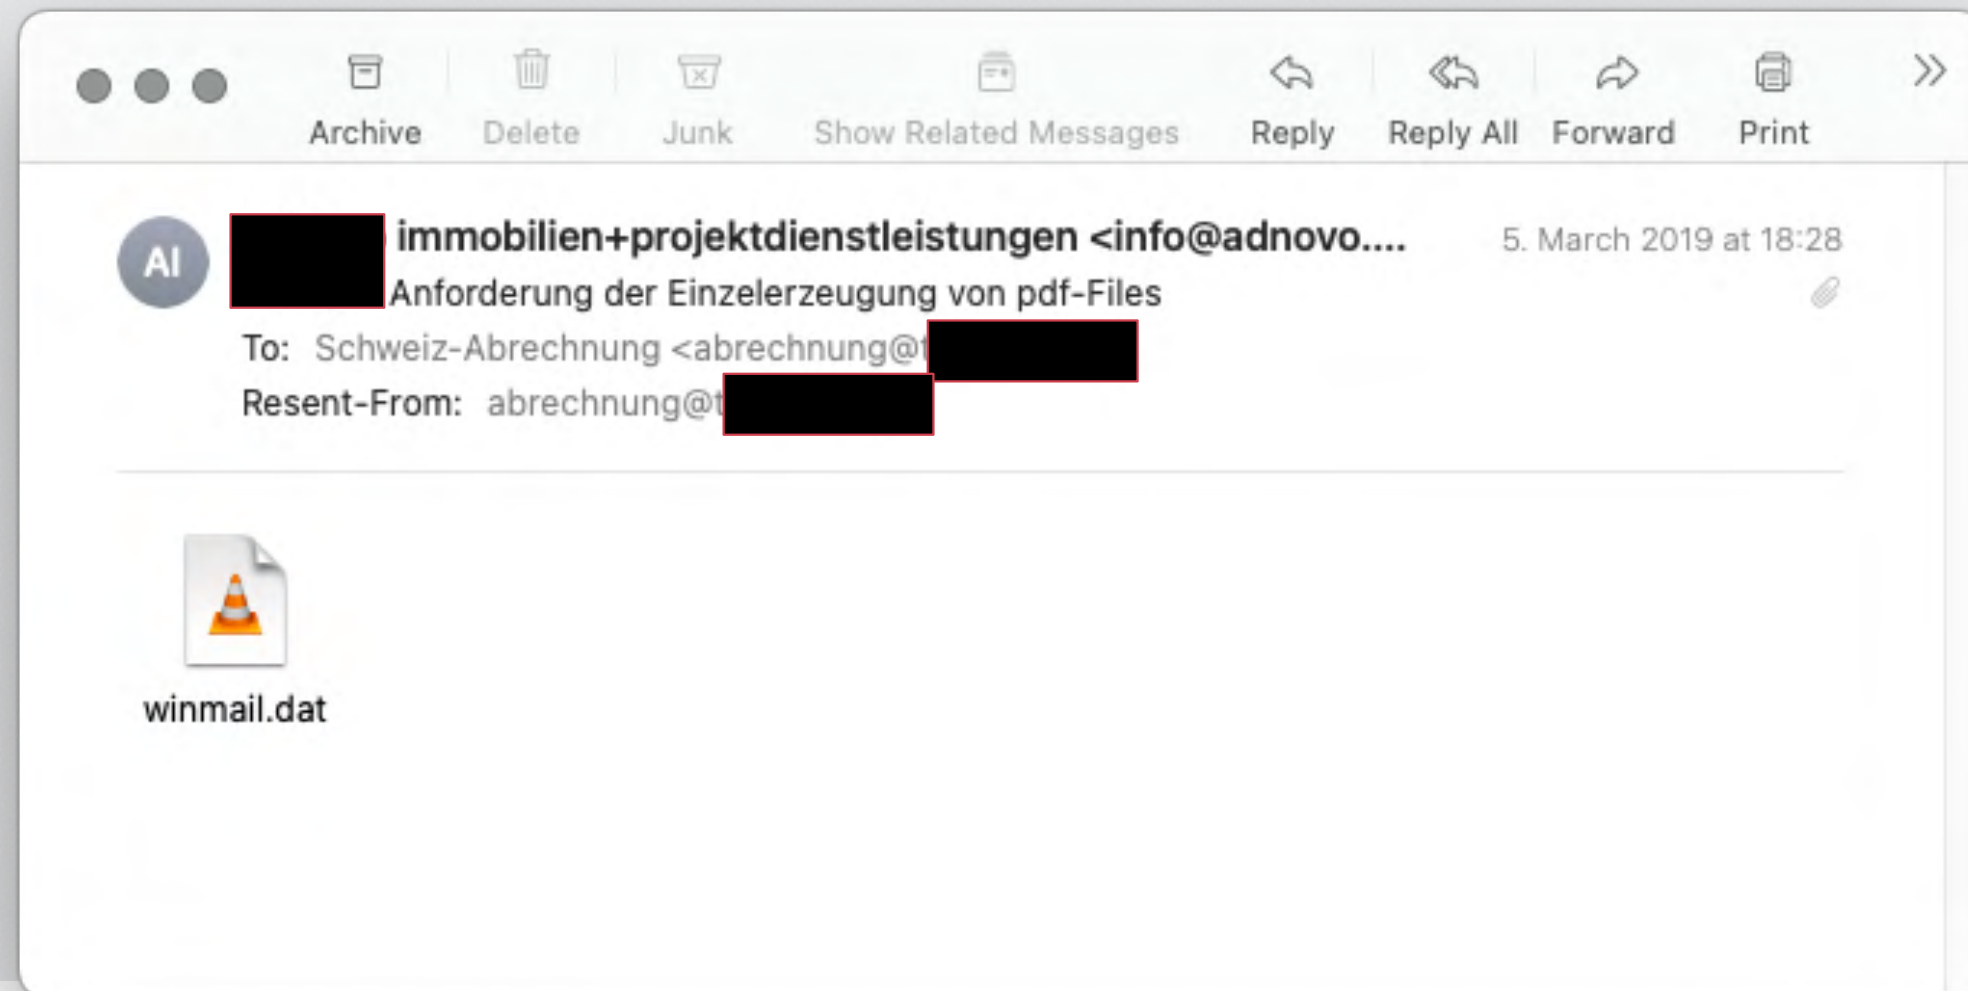 Archive Delete Junk Show Related Messages Reply Reply All Forward Print
AI immobilien+projektdienstleistungen <info@adnovo.... 5. March 2019 at 18:28
Anforderung der Einzelerzeugung von pdf-Files
To: Schweiz-Abrechnung <abrechnung@t
Resent-From: abrechnung@t
winmail.dat